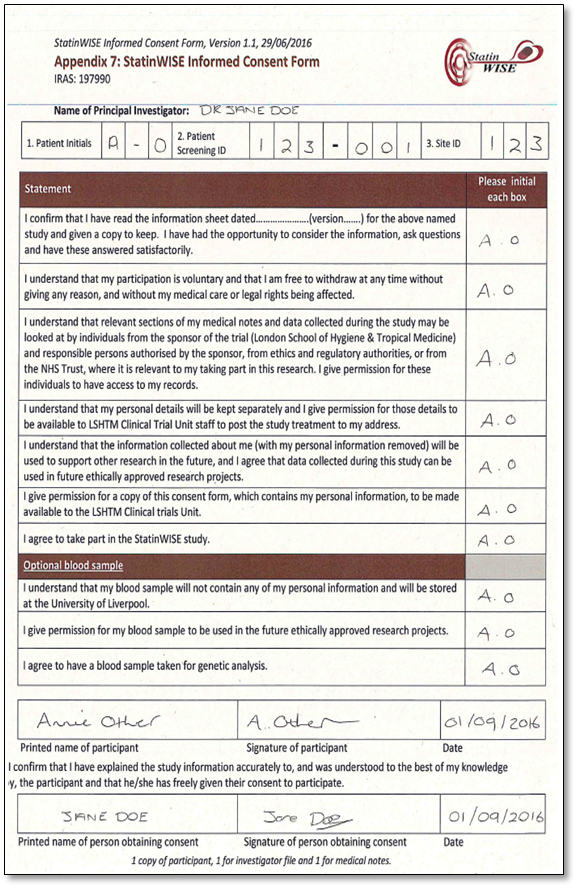 StatinWISE Informed Consent Form, Version 1.1, 29/06/2016
Appendix 7: StatinWISE Informed Consent Form
IRAS: 197990
Statin
WISE
Name of Principal Investigator: DR JANE DOE
1. Patient Initials A - O 2. Patient Screening ID 1 2 3 - 0 0 1 3. Site ID 1 2 3
Statement
Please initial
each box
I confirm that I have read the information sheet dated......................(version.......) for the above named
study and given a copy to keep. I have had the opportunity to consider the information, ask questions
and have these answered satisfactorily.
A.O
I understand that my participation is voluntary and that I am free to withdraw at any time without
giving any reason, and without my medical care or legal rights being affected.
A.O
I understand that relevant sections of my medical notes and data collected during the study may be
looked at by individuals from the sponsor of the trial (London School of Hygiene & Tropical Medicine)
and responsible persons authorised by the sponsor, from ethics and regulatory authorities, or from
the NHS Trust, where it is relevant to my taking part in this research. I give permission for these
individuals to have access to my records.
A.O
I understand that my personal details will be kept separately and I give permission for those details to
be available to LSHTM Clinical Trial Unit staff to post the study treatment to my address.
A.O
I understand that the information collected about me (with my personal information removed) will be
used to support other research in the future, and I agree that data collected during this study can be
used in future ethically approved research projects.
A.O
I give permission for a copy of this consent form, which contains my personal information, to be made
available to the LSHTM Clinical trials Unit.
A.O
I agree to take part in the StatinWISE study.
A.O
Optional blood sample
I understand that my blood sample will not contain any of my personal information and will be stored
at the University of Liverpool.
A.O
I give permission for my blood sample to be used in the future ethically approved research projects.
A.O
I agree to have a blood sample taken for genetic analysis.
A.O
Annie Other A. Other 01/09/2016
Printed name of participant Signature of participant Date
I confirm that I have explained the study information accurately to, and was understood to the best of my knowledge
y, the participant and that he/she has freely given their consent to participate.
JANE DOE Jane Doe 01/09/2016
Printed name of person obtaining consent Signature of person obtaining consent Date
1 copy of participant, 1 for investigator file and 1 for medical notes.